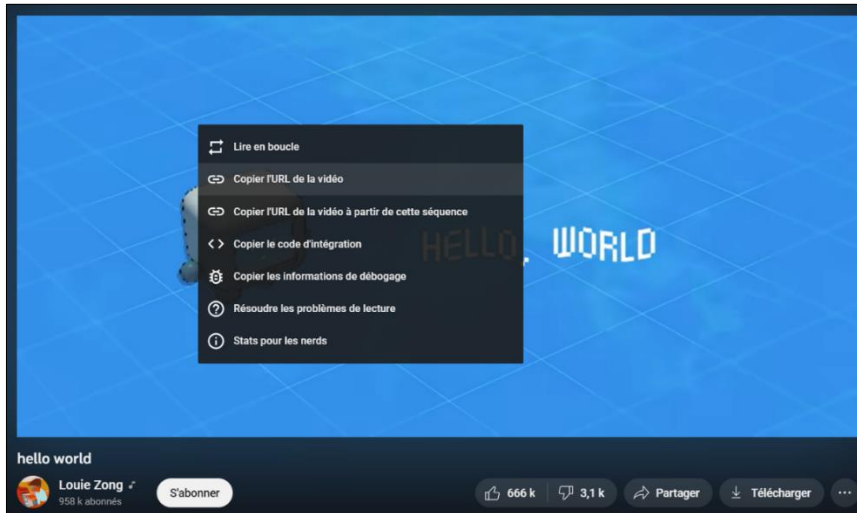 Lire en boucle
Copier l'URL de la vidéo
Copier l'URL de la vidéo à partir de cette séquence
Copier le code d'intégration
Copier les informations de débogage
Résoudre les problèmes de lecture
Stats pour les nerds
HELLO, WORLD
hello world
Louie Zong
958 k abonnés
S'abonner
666 k
3,1 k
Partager
Télécharger